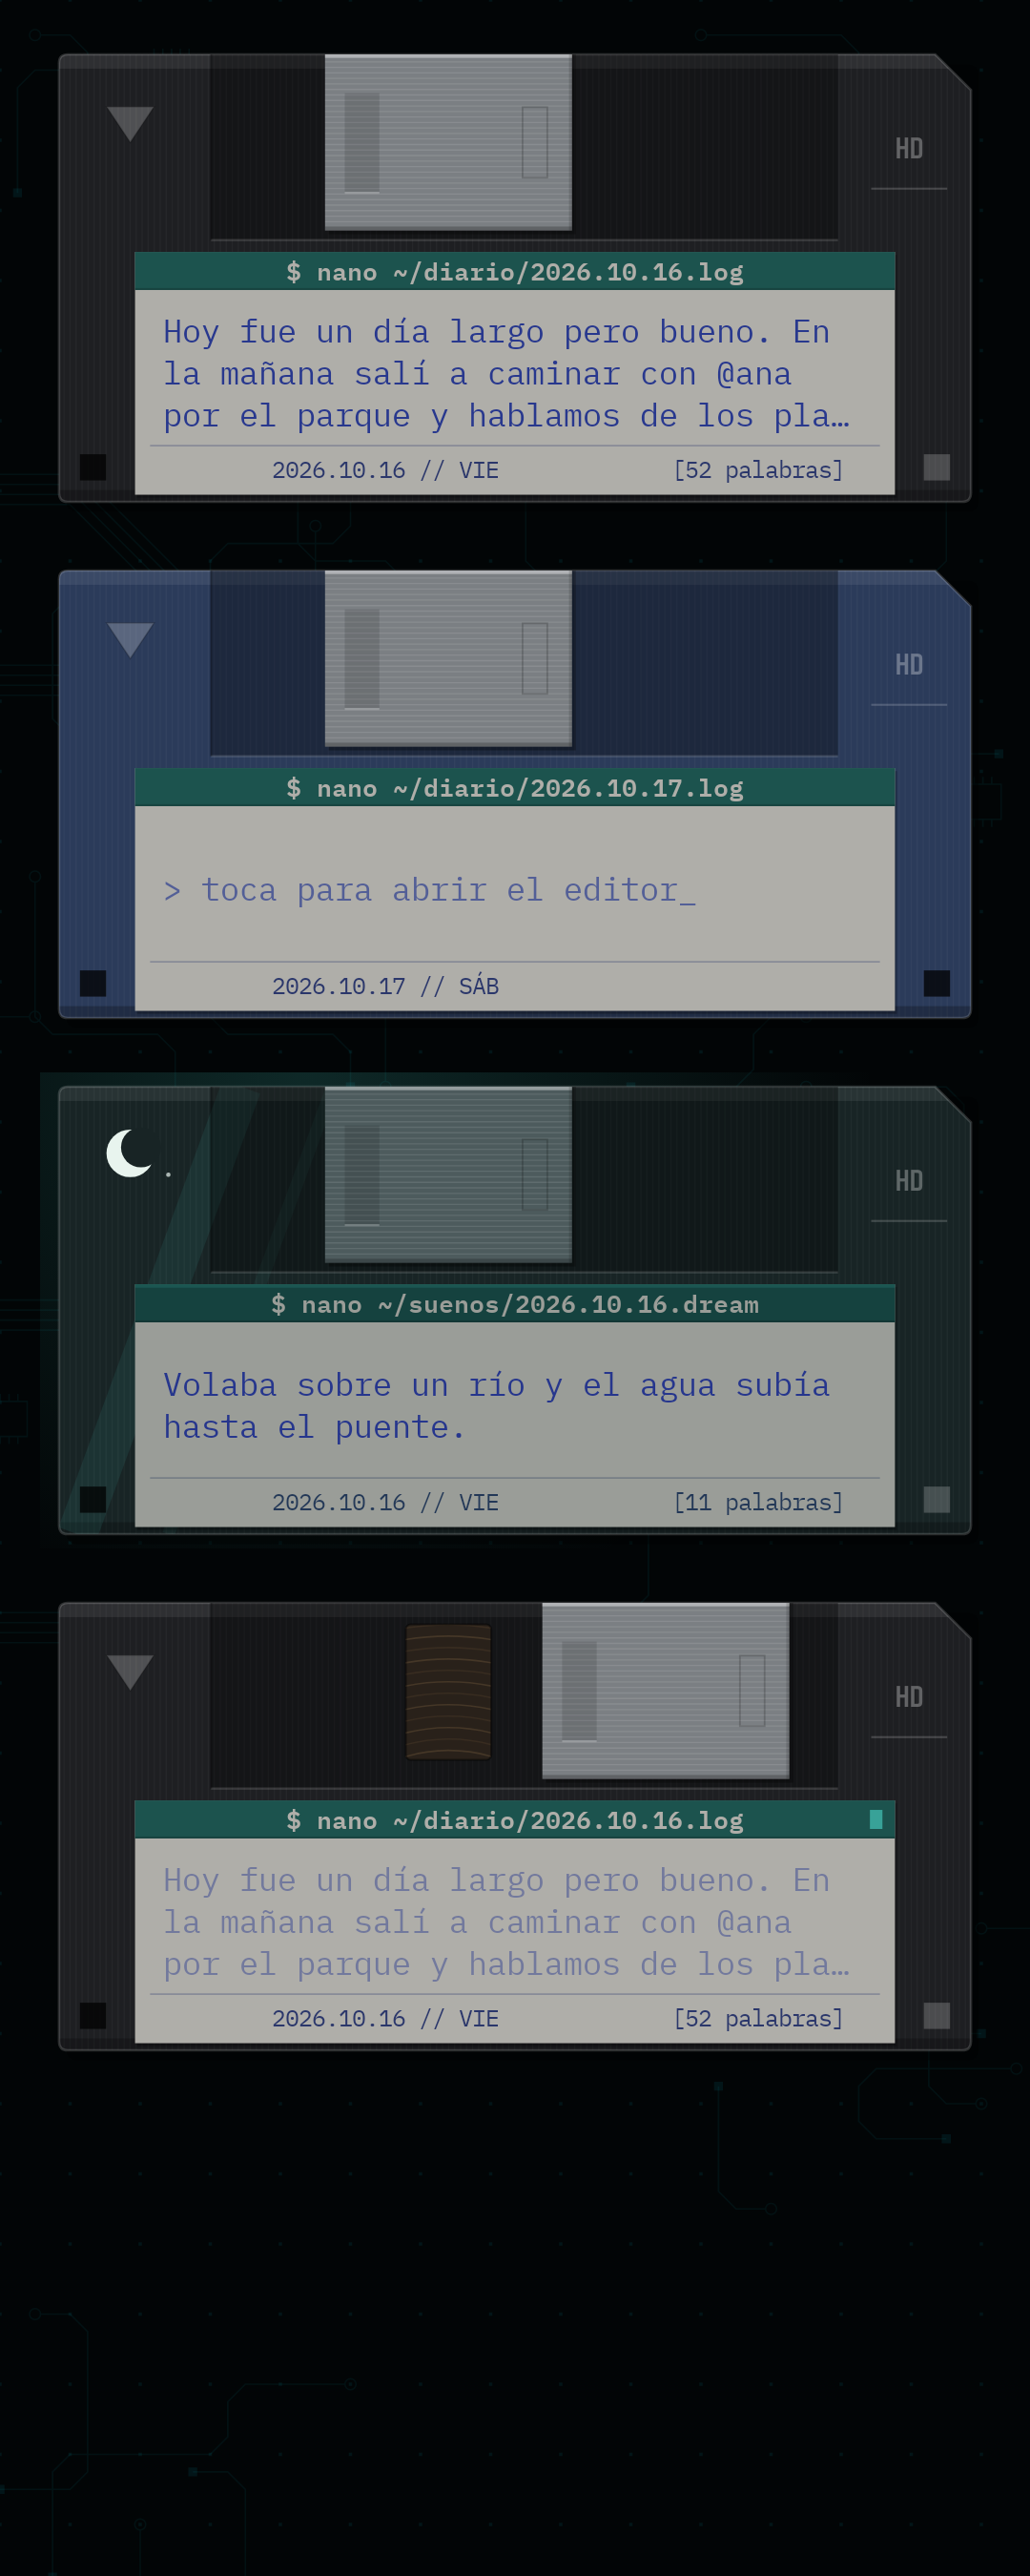 HD
$ nano ~/diario/2026.10.16.log
Hoy fue un día largo pero bueno. En
la mañana salí a caminar con @ana
por el parque y hablamos de los pla…
2026.10.16 // VIE [52 palabras]
HD
$ nano ~/diario/2026.10.17.log
> toca para abrir el editor_
2026.10.17 // SÁB
HD
$ nano ~/suenos/2026.10.16.dream
Volaba sobre un río y el agua subía
hasta el puente.
2026.10.16 // VIE [11 palabras]
HD
$ nano ~/diario/2026.10.16.log
Hoy fue un día largo pero bueno. En
la mañana salí a caminar con @ana
por el parque y hablamos de los pla…
2026.10.16 // VIE [52 palabras]